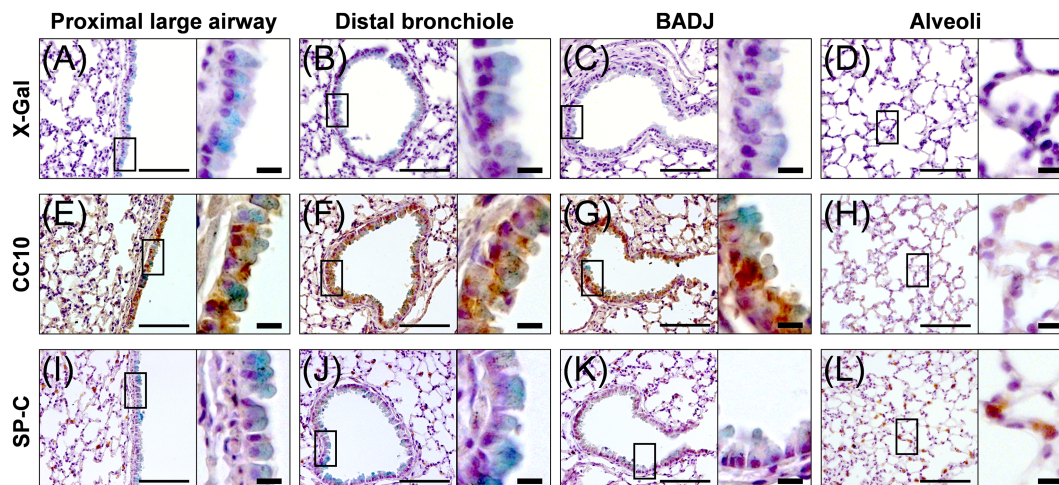 Proximal large airway Distal bronchiole BADJ Alveoli
X-Gal (A) (B) (C) (D)
CC10 (E) (F) (G) (H)
SP-C (I) (J) (K) (L)